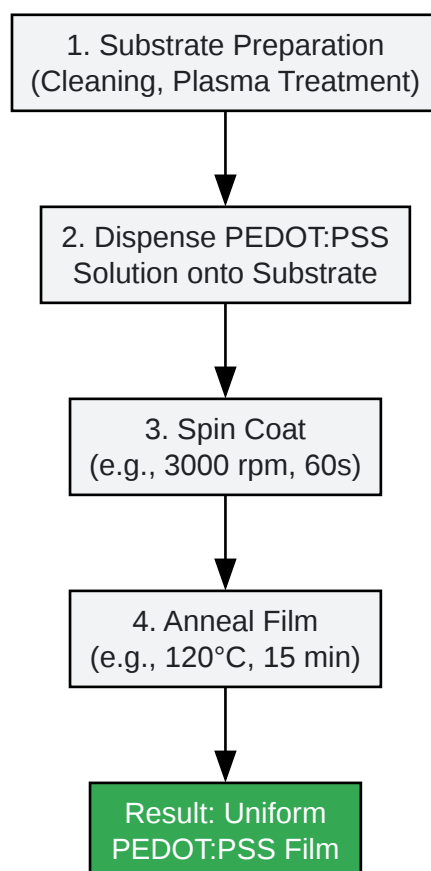 1. Substrate Preparation
(Cleaning, Plasma Treatment)
2. Dispense PEDOT:PSS
Solution onto Substrate
3. Spin Coat
(e.g., 3000 rpm, 60s)
4. Anneal Film
(e.g., 120°C, 15 min)
Result: Uniform
PEDOT:PSS Film